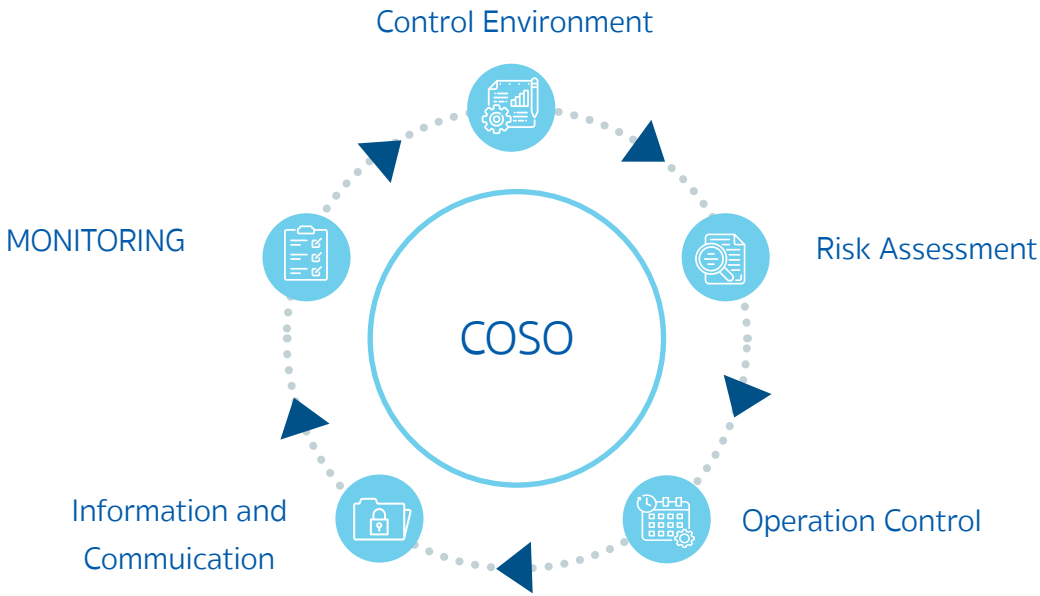 Control Environment
MONITORING
Risk Assessment
COSO
Information and
Commuication
Operation Control